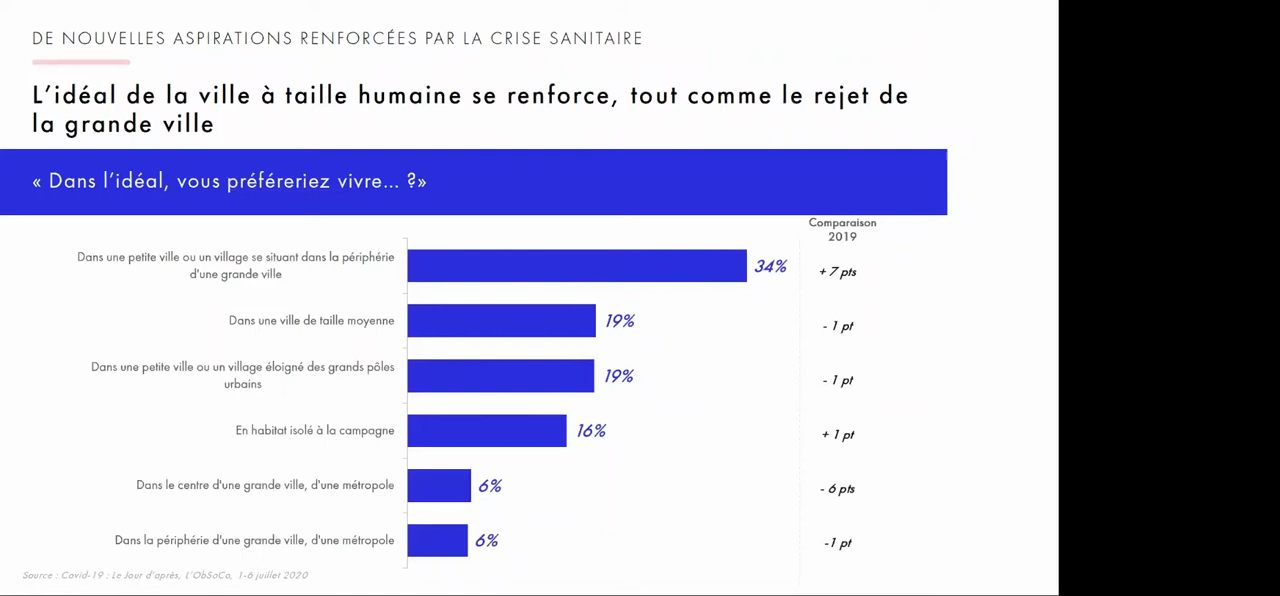 DE NOUVELLES ASPIRATIONS RENFORCÉES PAR LA CRISE SANITAIRE
L'idéal de la ville à taille humaine se renforce, tout comme le rejet de
la grande ville
« Dans l'idéal, vous préféreriez vivre... ?»
Comparaison
2019
Dans une petite ville ou un village se situant dans la périphérie
d'une grande ville
34%
+ 7 pts
Dans une ville de taille moyenne
19%
- 1 pt
Dans une petite ville ou un village éloigné des grands pôles
urbains
19%
- 1 pt
En habitat isolé à la campagne
16%
+ 1 pt
Dans le centre d'une grande ville, d'une métropole
6%
- 6 pts
Dans la périphérie d'une grande ville, d'une métropole
6%
-1 pt
Source : Covid-19 : Le Jour d'après, L'ObSoCo, 1-6 juillet 2020